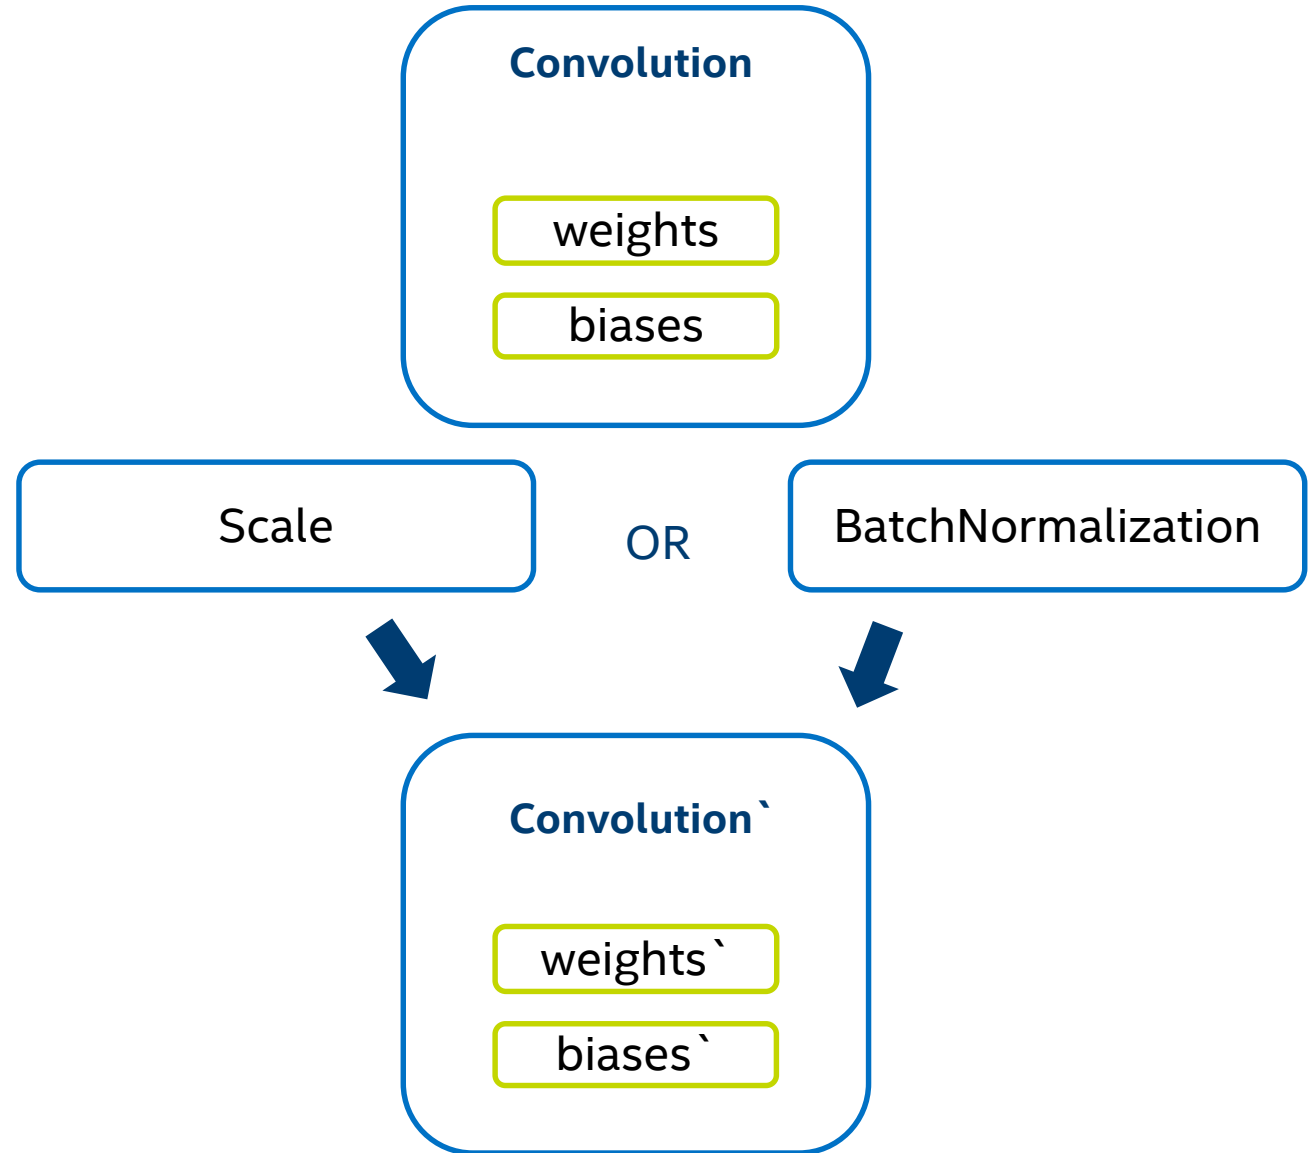 Convolution
weights
biases
Scale
OR
BatchNormalization
Convolution`
weights`
biases`